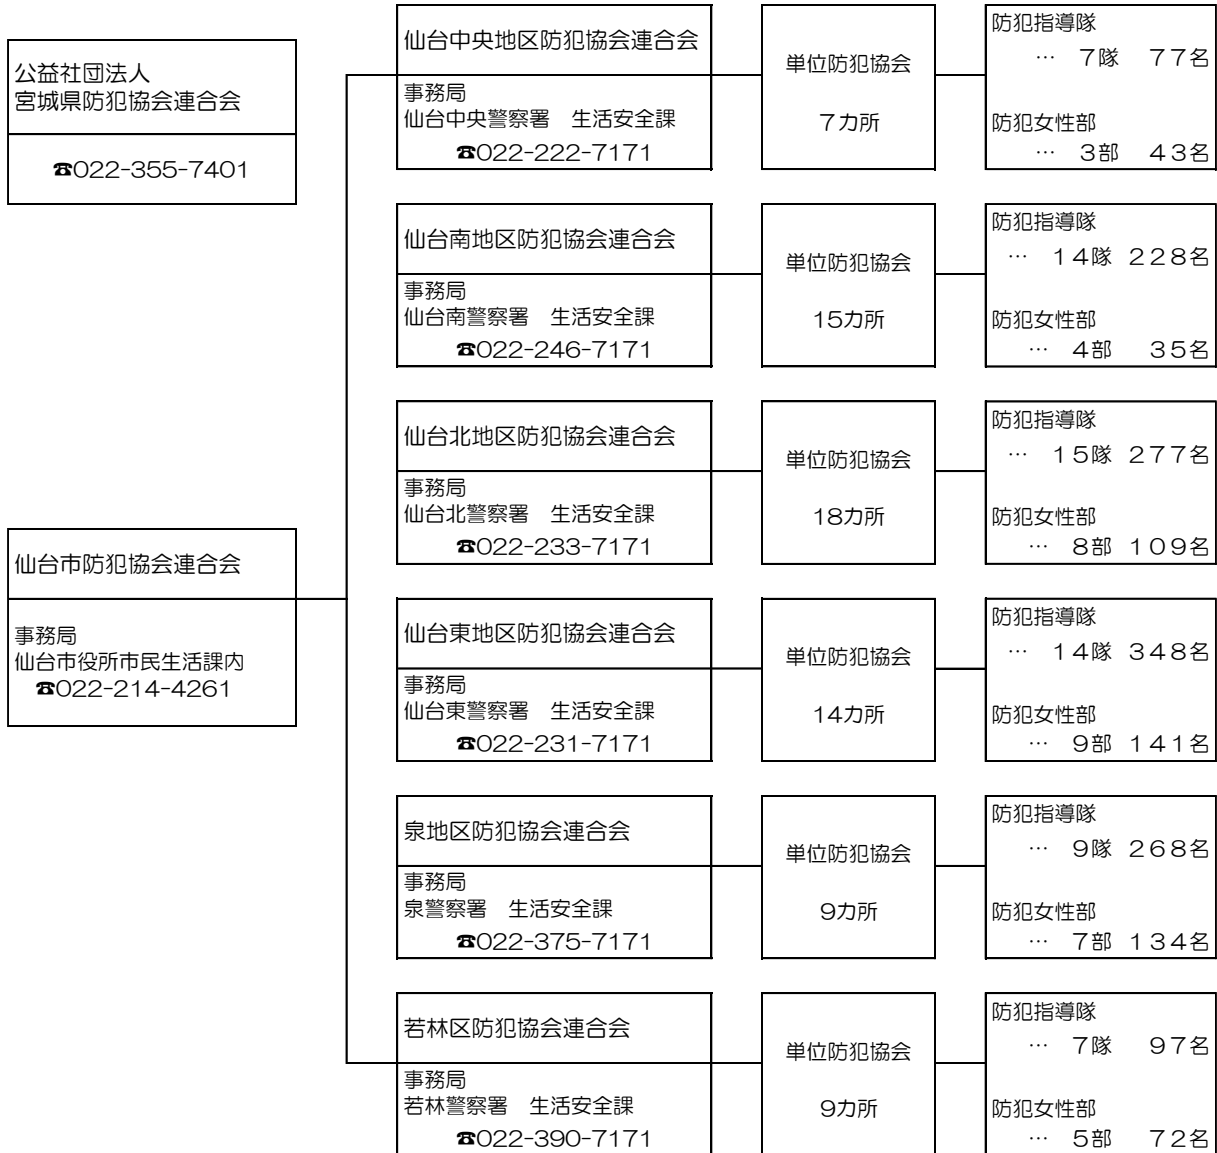 公益社団法人
宮城県防犯協会連合会
☎022-355-7401
仙台市防犯協会連合会
事務局
仙台市役所市民生活課内
☎022-214-4261
仙台中央地区防犯協会連合会
事務局
仙台中央警察署　生活安全課
☎022-222-7171
単位防犯協会
7カ所
防犯指導隊
…　7隊　７７名
防犯女性部
…　3部　４３名
仙台南地区防犯協会連合会
事務局
仙台南警察署　生活安全課
☎022-246-7171
単位防犯協会
15カ所
防犯指導隊
…　１４隊　２２８名
防犯女性部
…　4部　３５名
仙台北地区防犯協会連合会
事務局
仙台北警察署　生活安全課
☎022-233-7171
単位防犯協会
18カ所
防犯指導隊
…　１５隊　２７７名
防犯女性部
…　8部　１０９名
仙台東地区防犯協会連合会
事務局
仙台東警察署　生活安全課
☎022-231-7171
単位防犯協会
14カ所
防犯指導隊
…　１４隊　３４８名
防犯女性部
…　9部　１４１名
泉地区防犯協会連合会
事務局
泉警察署　生活安全課
☎022-375-7171
単位防犯協会
9カ所
防犯指導隊
…　9隊　２６８名
防犯女性部
…　7部　１３４名
若林区防犯協会連合会
事務局
若林警察署　生活安全課
☎022-390-7171
単位防犯協会
9カ所
防犯指導隊
…　7隊　９７名
防犯女性部
…　5部　７２名